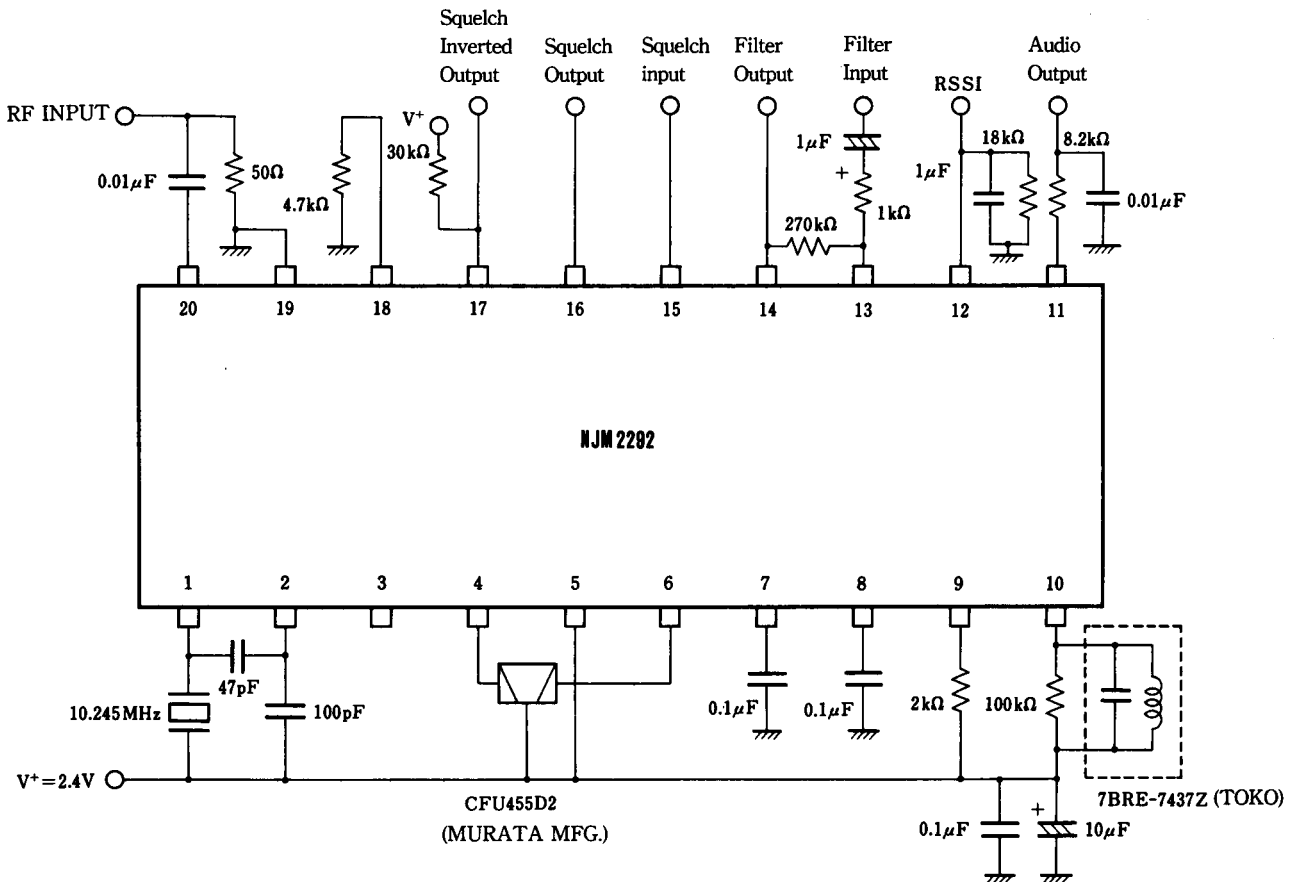 Squelch
Inverted
Output
Squelch
Output
Squelch
input
Filter
Output
Filter
Input
RSSI
Audio
Output
RF INPUT
V⁺
0.01μF
50Ω
4.7kΩ
30kΩ
1μF
+
1kΩ
270kΩ
1μF
18kΩ
8.2kΩ
0.01μF
20 19 18 17 16 15 14 13 12 11
NJM2292
1 2 3 4 5 6 7 8 9 10
47pF
10.245MHz
100pF
0.1μF
0.1μF
2kΩ
100kΩ
V⁺=2.4V
CFU455D2
(MURATA MFG.)
7BRE-7437Z (TOKO)
0.1μF
+
10μF